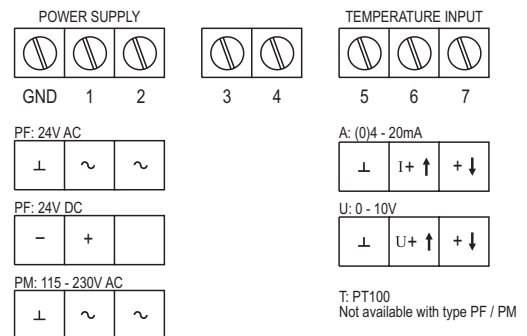 POWER SUPPLY
TEMPERATURE INPUT
GND 1 2 3 4 5 6 7
PF: 24V AC
⊥ ~ ~
PF: 24V DC
− +
PM: 115 - 230V AC
⊥ ~ ~
A: (0)4 - 20mA
⊥ I+ ↑ + ↓
U: 0 - 10V
⊥ U+ ↑ + ↓
T: PT100
Not available with type PF / PM